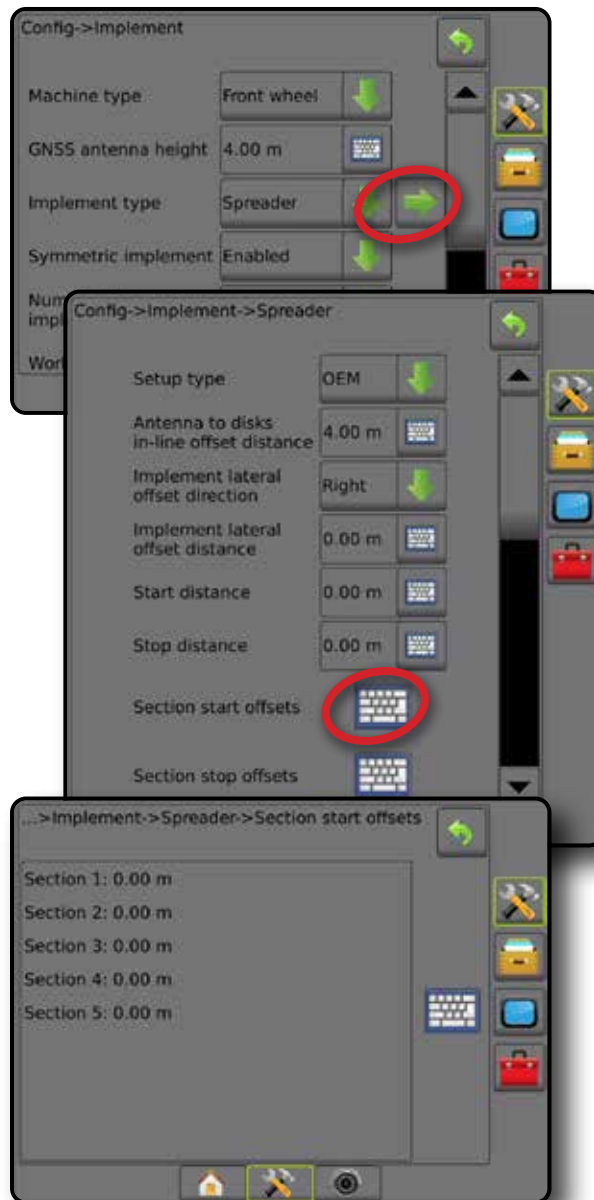 Config->Implement
Machine type Front wheel
GNSS antenna height 4.00 m
Implement type Spreader
Symmetric implement Enabled
Config->Implement->Spreader
Setup type OEM
Antenna to disks
in-line offset distance 4.00 m
Implement lateral
offset direction Right
Implement lateral
offset distance 0.00 m
Start distance 0.00 m
Stop distance 0.00 m
Section start offsets
Section stop offsets
...>Implement->Spreader->Section start offsets
Section 1: 0.00 m
Section 2: 0.00 m
Section 3: 0.00 m
Section 4: 0.00 m
Section 5: 0.00 m